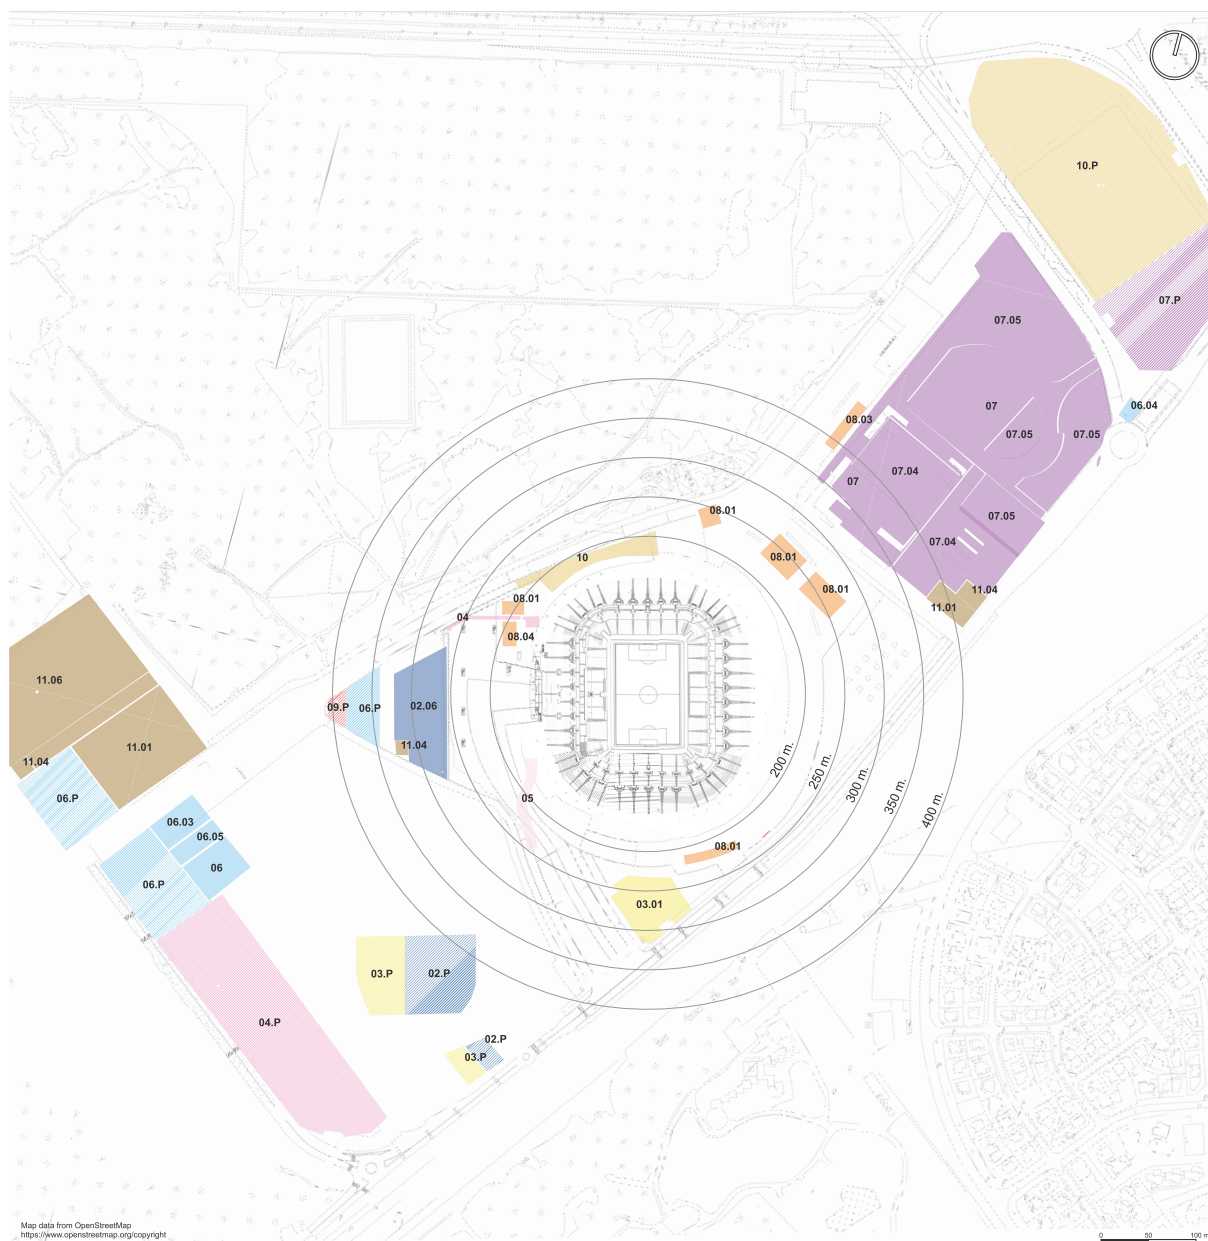 10.P
07.P
07.05
06.04
07
08.03
07.05
07.05
07.04
07
08.01
07.05
07.04
10
08.01
08.01
11.04
08.01
11.01
04
08.04
11.06
09.P
06.P
02.06
11.04
11.01
200 m.
250 m.
300 m.
350 m.
400 m.
11.04
06.P
05
06.03
06.05
08.01
06
06.P
03.01
03.P
02.P
04.P
02.P
03.P
Map data from OpenStreetMap
https://www.openstreetmap.org/copyright
0 50 100 m